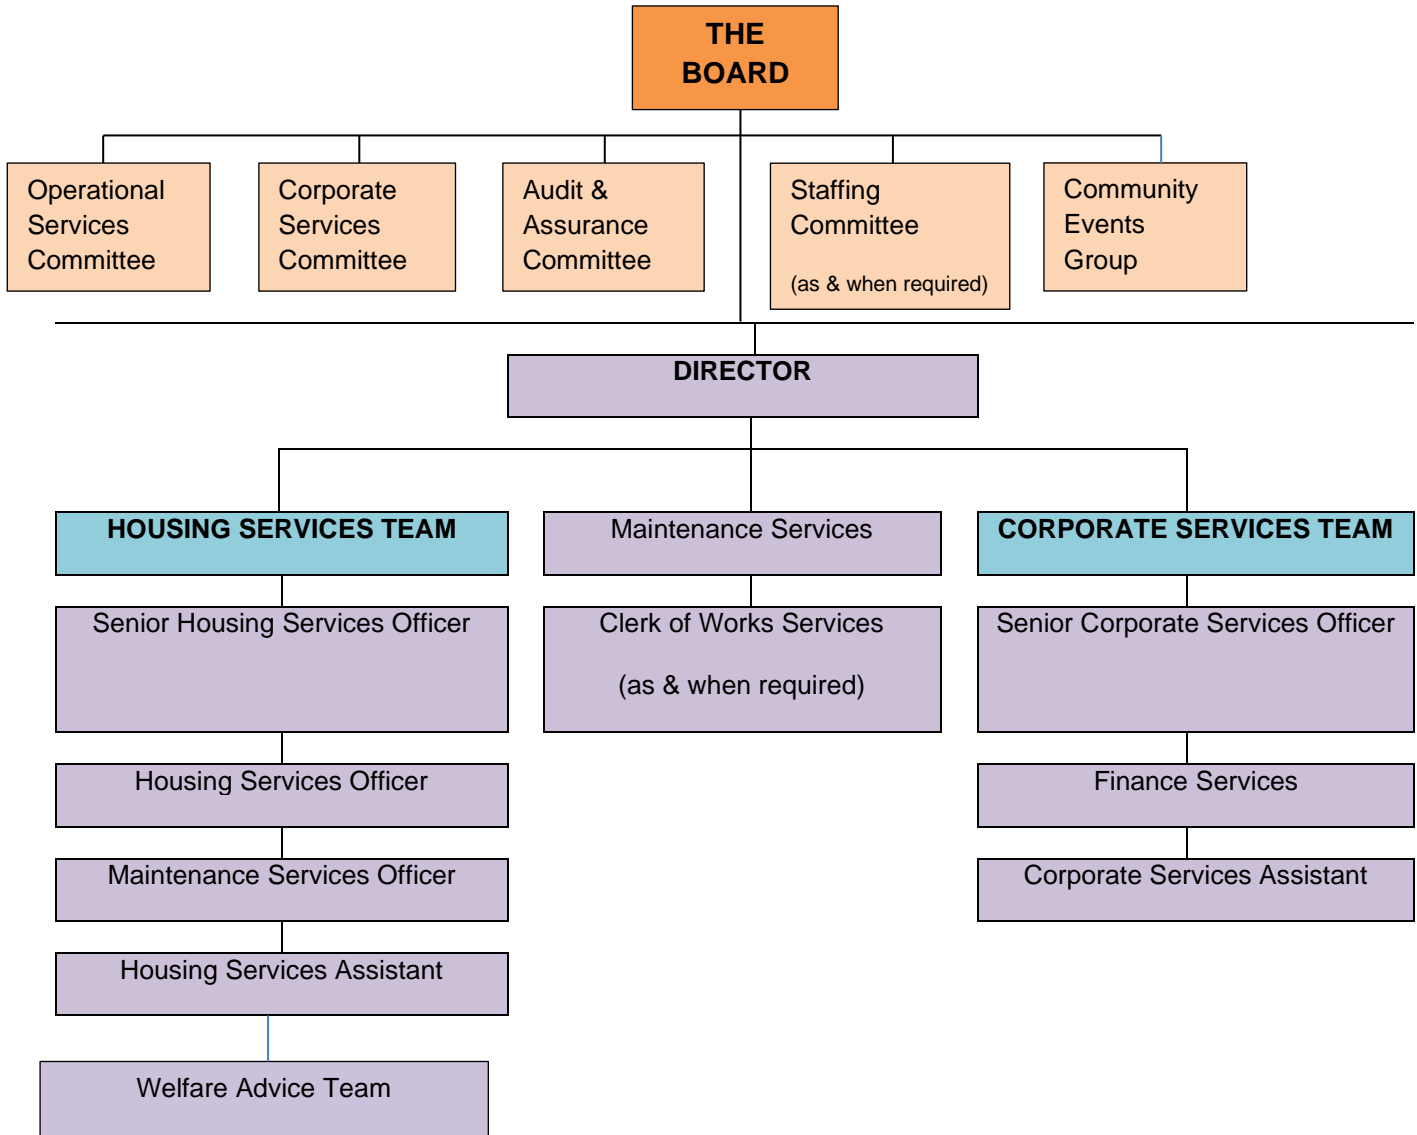 THE
BOARD
Operational
Services
Committee
Corporate
Services
Committee
Audit &
Assurance
Committee
Staffing
Committee
(as & when required)
Community
Events
Group
DIRECTOR
HOUSING SERVICES TEAM
Maintenance Services
CORPORATE SERVICES TEAM
Senior Housing Services Officer
Clerk of Works Services
(as & when required)
Senior Corporate Services Officer
Housing Services Officer
Finance Services
Maintenance Services Officer
Corporate Services Assistant
Housing Services Assistant
Welfare Advice Team